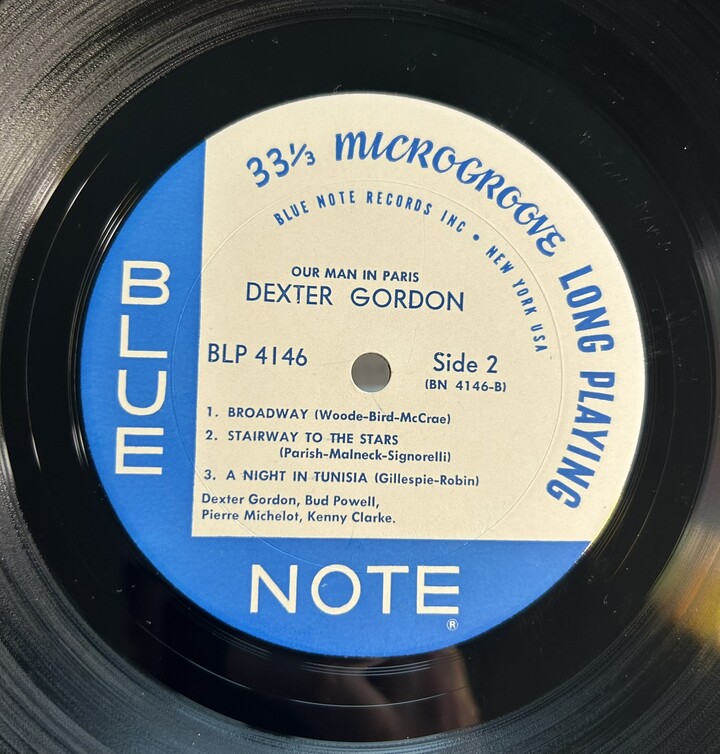 33⅓ MICROGROOVE LONG PLAYING
BLUE NOTE RECORDS INC • NEW YORK USA
OUR MAN IN PARIS
DEXTER GORDON
BLP 4146
Side 2
(BN 4146-B)
1. BROADWAY (Woode-Bird-McCrae)
2. STAIRWAY TO THE STARS
(Parish-Malneck-Signorelli)
3. A NIGHT IN TUNISIA (Gillespie-Robin)
Dexter Gordon, Bud Powell,
Pierre Michelot, Kenny Clarke.
BLUE
NOTE
®